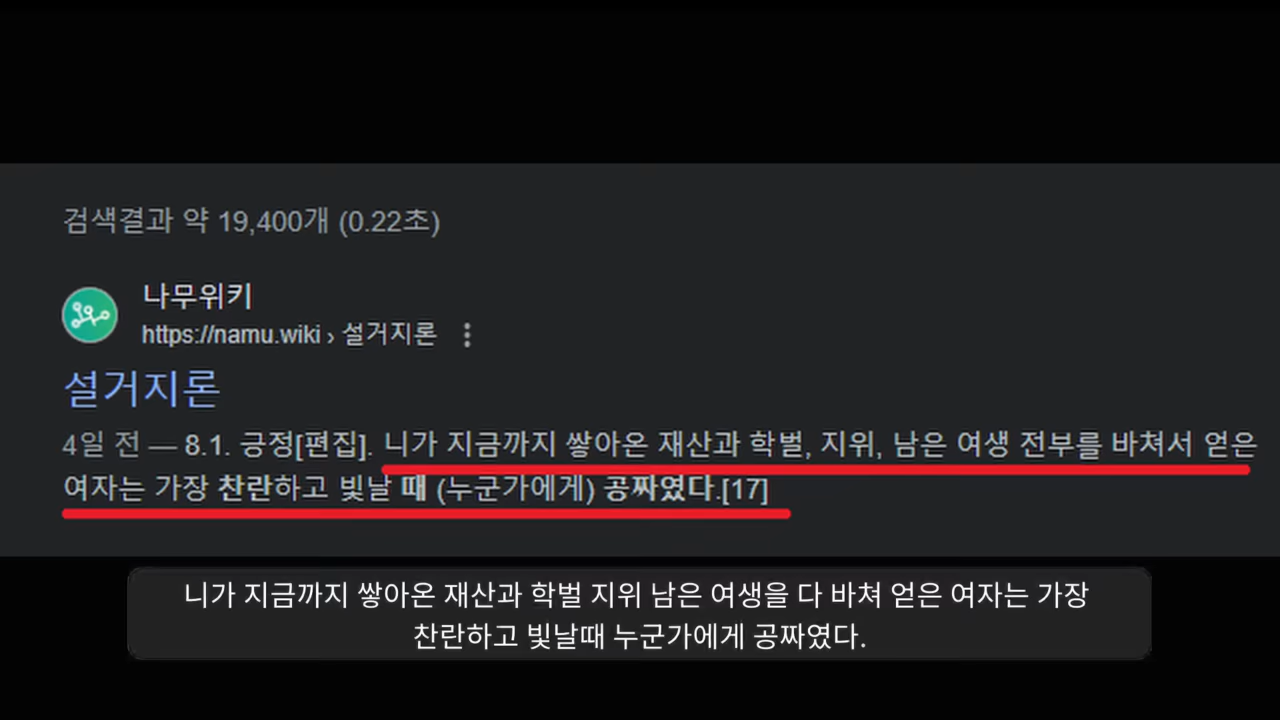 검색결과 약 19,400개 (0.22초)
나무위키
https://namu.wiki › 설거지론
설거지론
4일 전 — 8.1. 긍정[편집]. 니가 지금까지 쌓아온 재산과 학벌, 지위, 남은 여생 전부를 바쳐서 얻은
여자는 가장 찬란하고 빛날 때 (누군가에게) 공짜였다.[17]
니가 지금까지 쌓아온 재산과 학벌 지위 남은 여생을 다 바쳐 얻은 여자는 가장
찬란하고 빛날때 누군가에게 공짜였다.